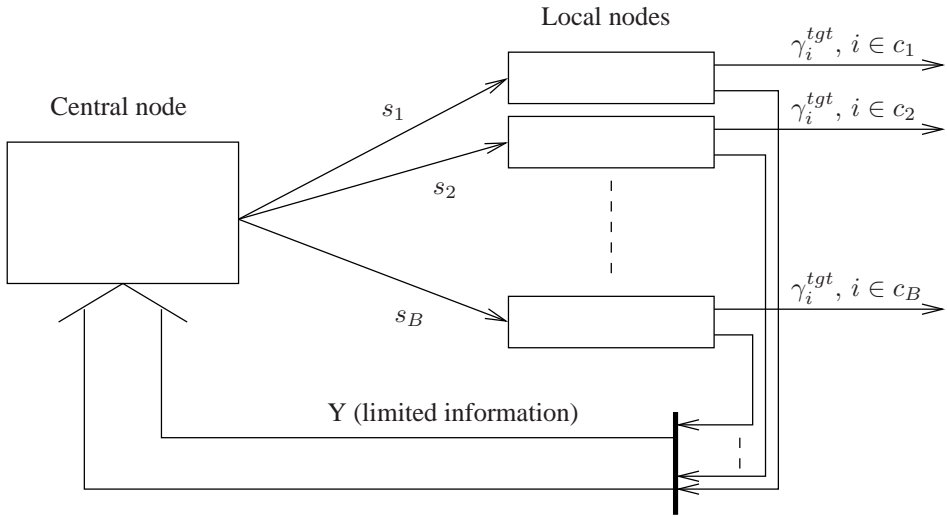 Local nodes
γ_i^{tgt}, i ∈ c_1
Central node
s_1
γ_i^{tgt}, i ∈ c_2
s_2
γ_i^{tgt}, i ∈ c_B
s_B
Y (limited information)